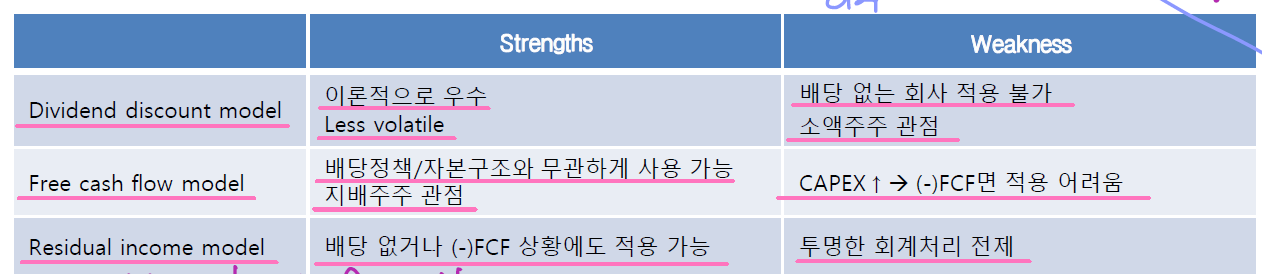 Strengths
Weakness
Dividend discount model
이론적으로 우수
Less volatile
배당 없는 회사 적용 불가
소액주주 관점
Free cash flow model
배당정책/자본구조와 무관하게 사용 가능
지배주주 관점
CAPEX↑ → (-)FCF면 적용 어려움
Residual income model
배당 없거나 (-)FCF 상황에도 적용 가능
투명한 회계처리 전제